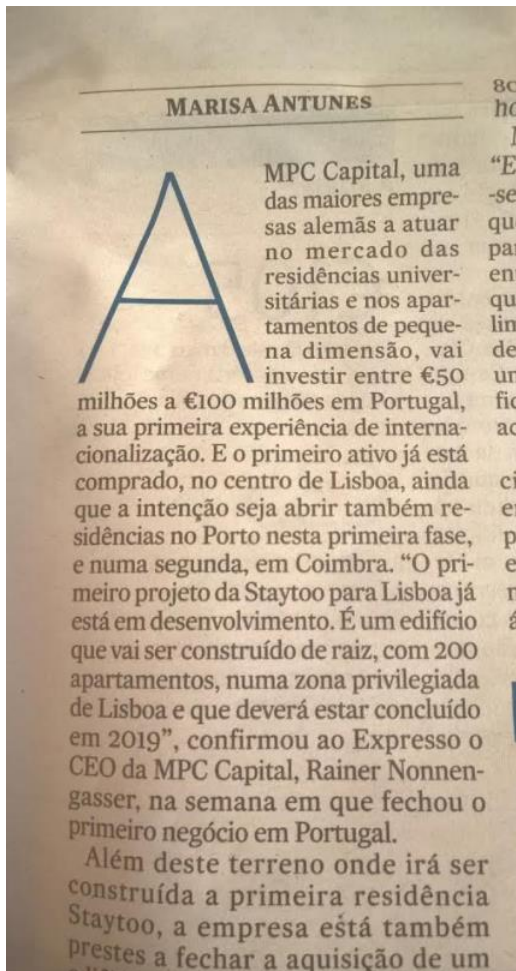 MARISA ANTUNES
A
MPC Capital, uma
das maiores empre-
sas alemãs a atuar
no mercado das
residências univer-
sitárias e nos apar-
tamentos de peque-
na dimensão, vai
investir entre €50
milhões a €100 milhões em Portugal,
a sua primeira experiência de interna-
cionalização. E o primeiro ativo já está
comprado, no centro de Lisboa, ainda
que a intenção seja abrir também re-
sidências no Porto nesta primeira fase,
e numa segunda, em Coimbra. “O pri-
meiro projeto da Staytoo para Lisboa já
está em desenvolvimento. É um edifício
que vai ser construído de raiz, com 200
apartamentos, numa zona privilegiada
de Lisboa e que deverá estar concluído
em 2019”, confirmou ao Expresso o
CEO da MPC Capital, Rainer Nonnen-
gasser, na semana em que fechou o
primeiro negócio em Portugal.
Além deste terreno onde irá ser
construída a primeira residência
Staytoo, a empresa está também
prestes a fechar a aquisição de um